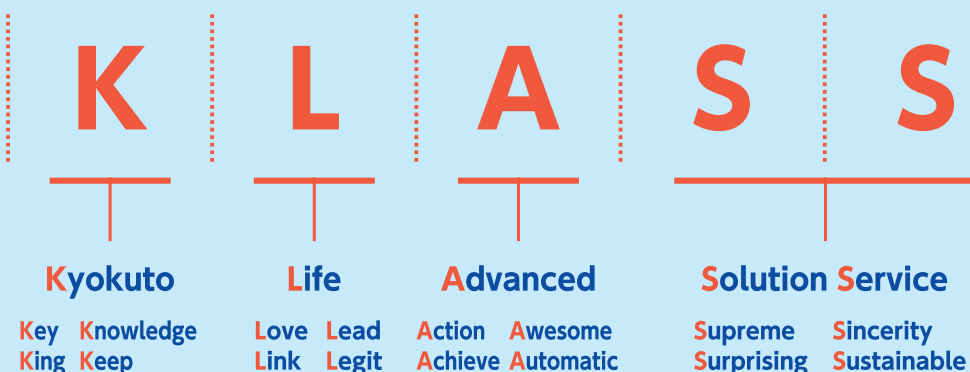 K L A S S
Kyokuto Life Advanced Solution Service
Key Knowledge Love Lead Action Awesome Supreme Sincerity
King Keep Link Legit Achieve Automatic Surprising Sustainable